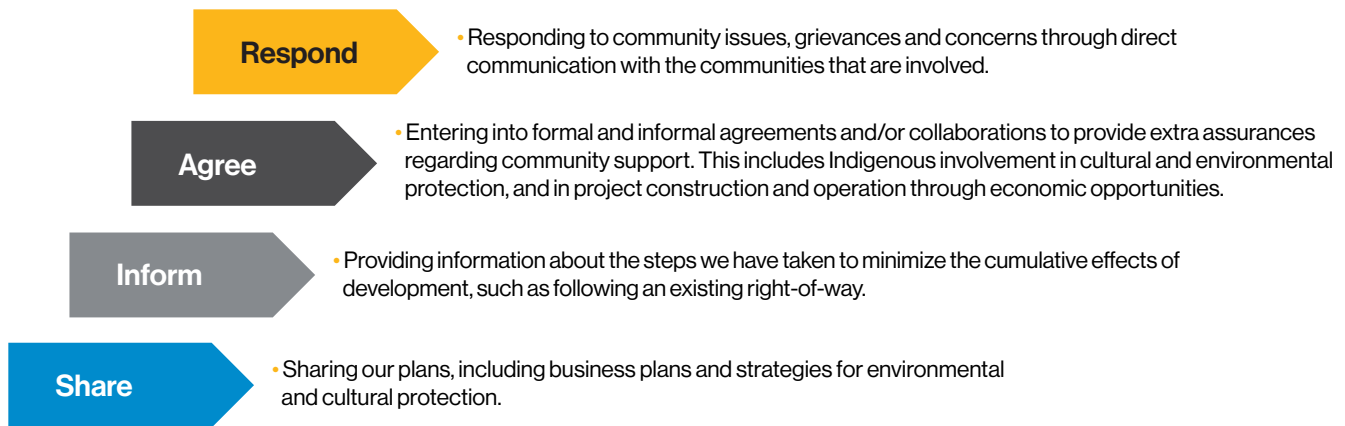 Respond
• Responding to community issues, grievances and concerns through direct
communication with the communities that are involved.
Agree
• Entering into formal and informal agreements and/or collaborations to provide extra assurances
regarding community support. This includes Indigenous involvement in cultural and environmental
protection, and in project construction and operation through economic opportunities.
Inform
• Providing information about the steps we have taken to minimize the cumulative effects of
development, such as following an existing right-of-way.
Share
• Sharing our plans, including business plans and strategies for environmental
and cultural protection.